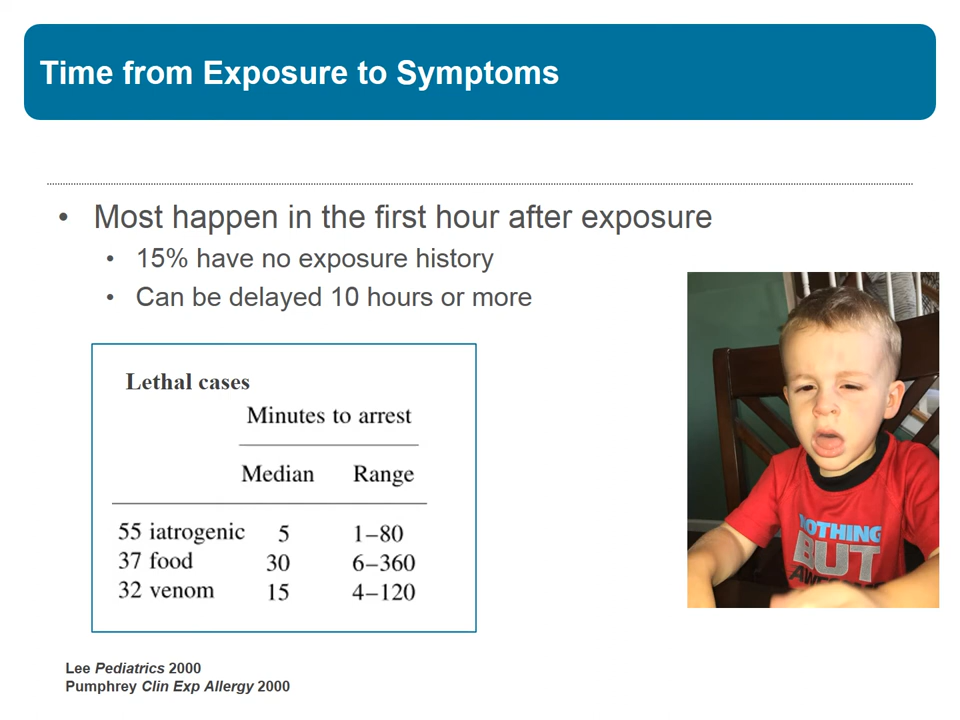 Time from Exposure to Symptoms
• Most happen in the first hour after exposure
• 15% have no exposure history
• Can be delayed 10 hours or more
Lethal cases
Minutes to arrest
Median Range
55 iatrogenic 5 1–80
37 food 30 6–360
32 venom 15 4–120
NOTHING
BUT
Lee Pediatrics 2000
Pumphrey Clin Exp Allergy 2000